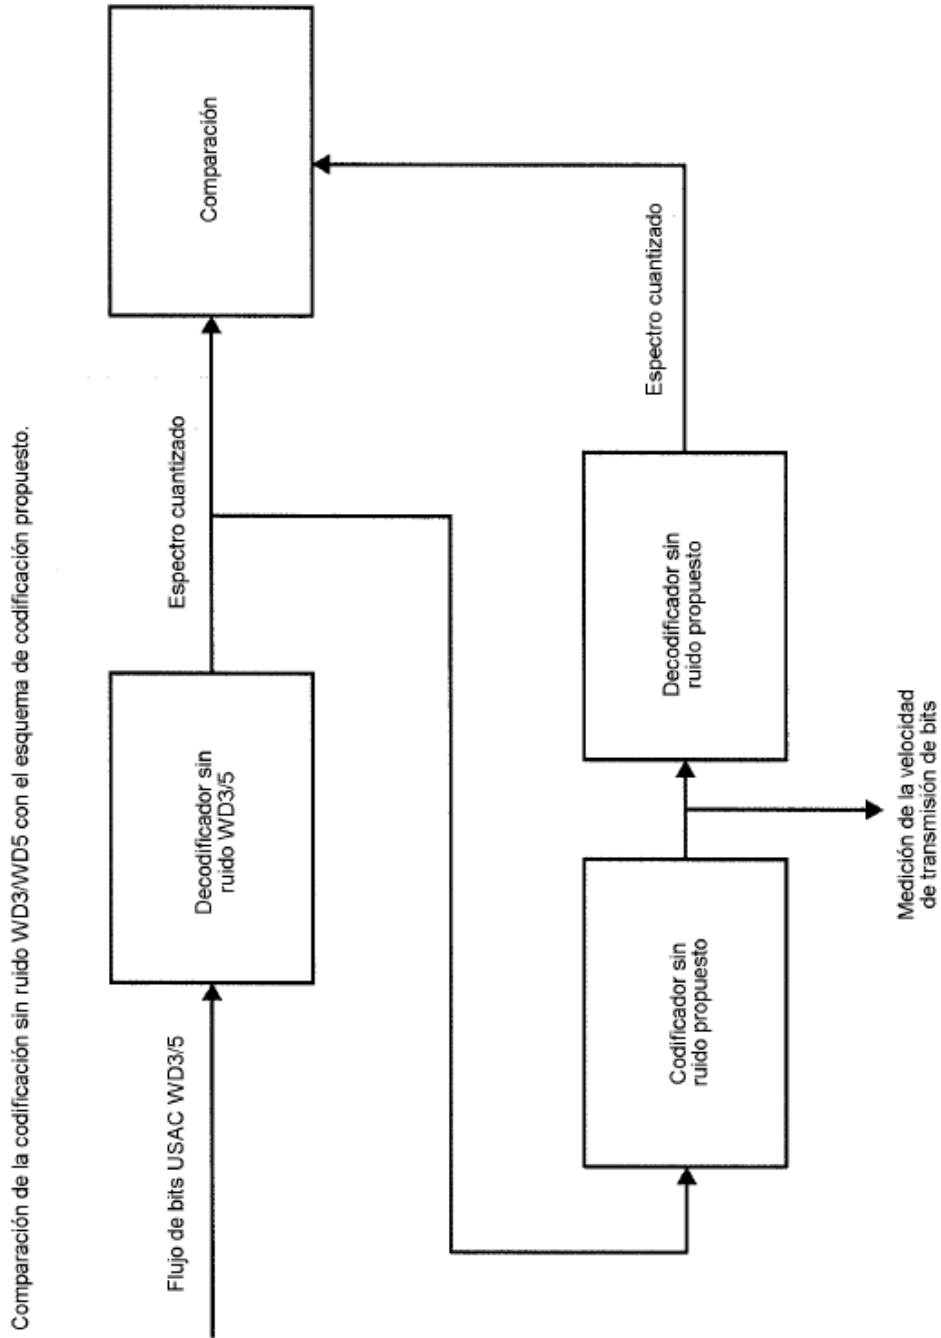 Comparación de la codificación sin ruido WD3/WD5 con el esquema de codificación propuesto.
Flujo de bits USAC WD3/5
Decodificador sin
ruido WD3/5
Espectro cuantizado
Comparación
Codificador sin
ruido propuesto
Medición de la velocidad
de transmisión de bits
Decodificador sin
ruido propuesto
Espectro cuantizado